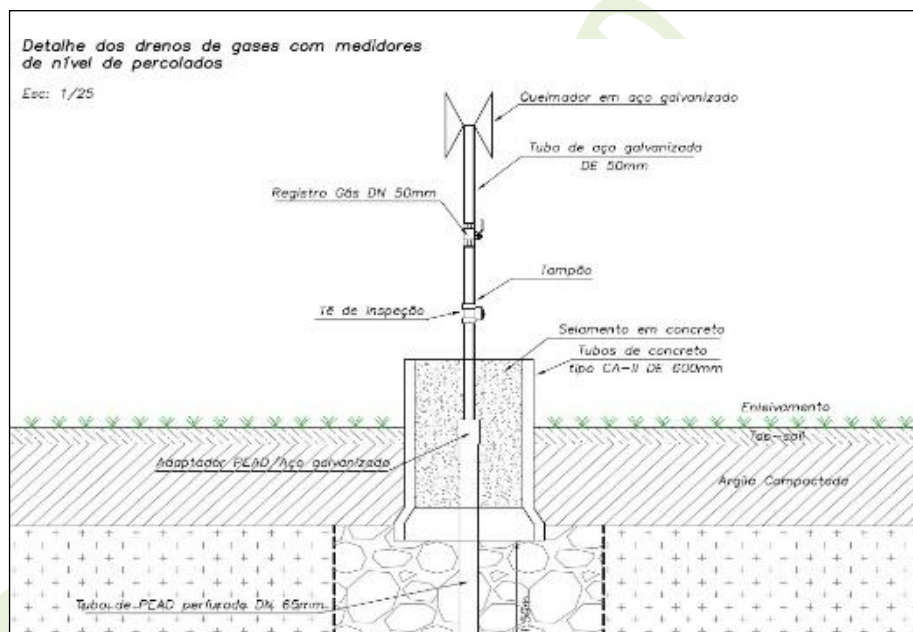 Detalhe dos drenos de gases com medidores
de nível de percolados
Esc: 1/25
Queimador em aço galvanizado
Tubo de aço galvanizado
DE 50mm
Registro Gás DN 50mm
Tampão
Tê de Inspeção
Selamento em concreto
Tubos de concreto
tipo CA-II DE 600mm
Enleivamento
Top-soil
Adaptador PEAD/Aço galvanizado
Argila Compactada
Tubo de PEAD perfurado DN 65mm